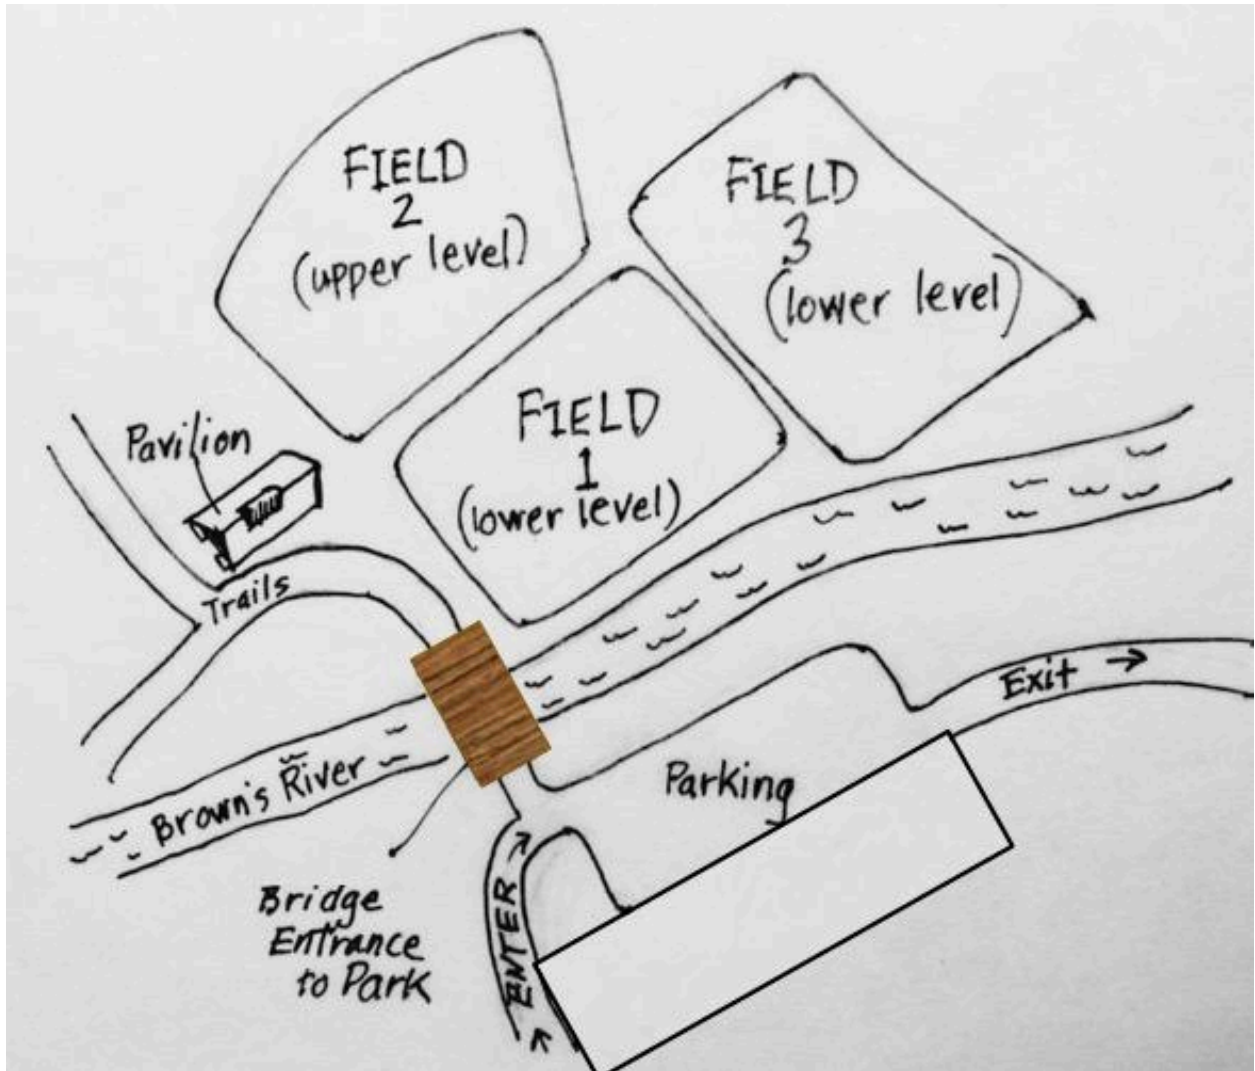 FIELD
2
(upper level)
FIELD
3
(lower level)
FIELD
1
(lower level)
Pavilion
Trails
Exit →
Parking
Brown's River
ENTER
Bridge
Entrance
to Park